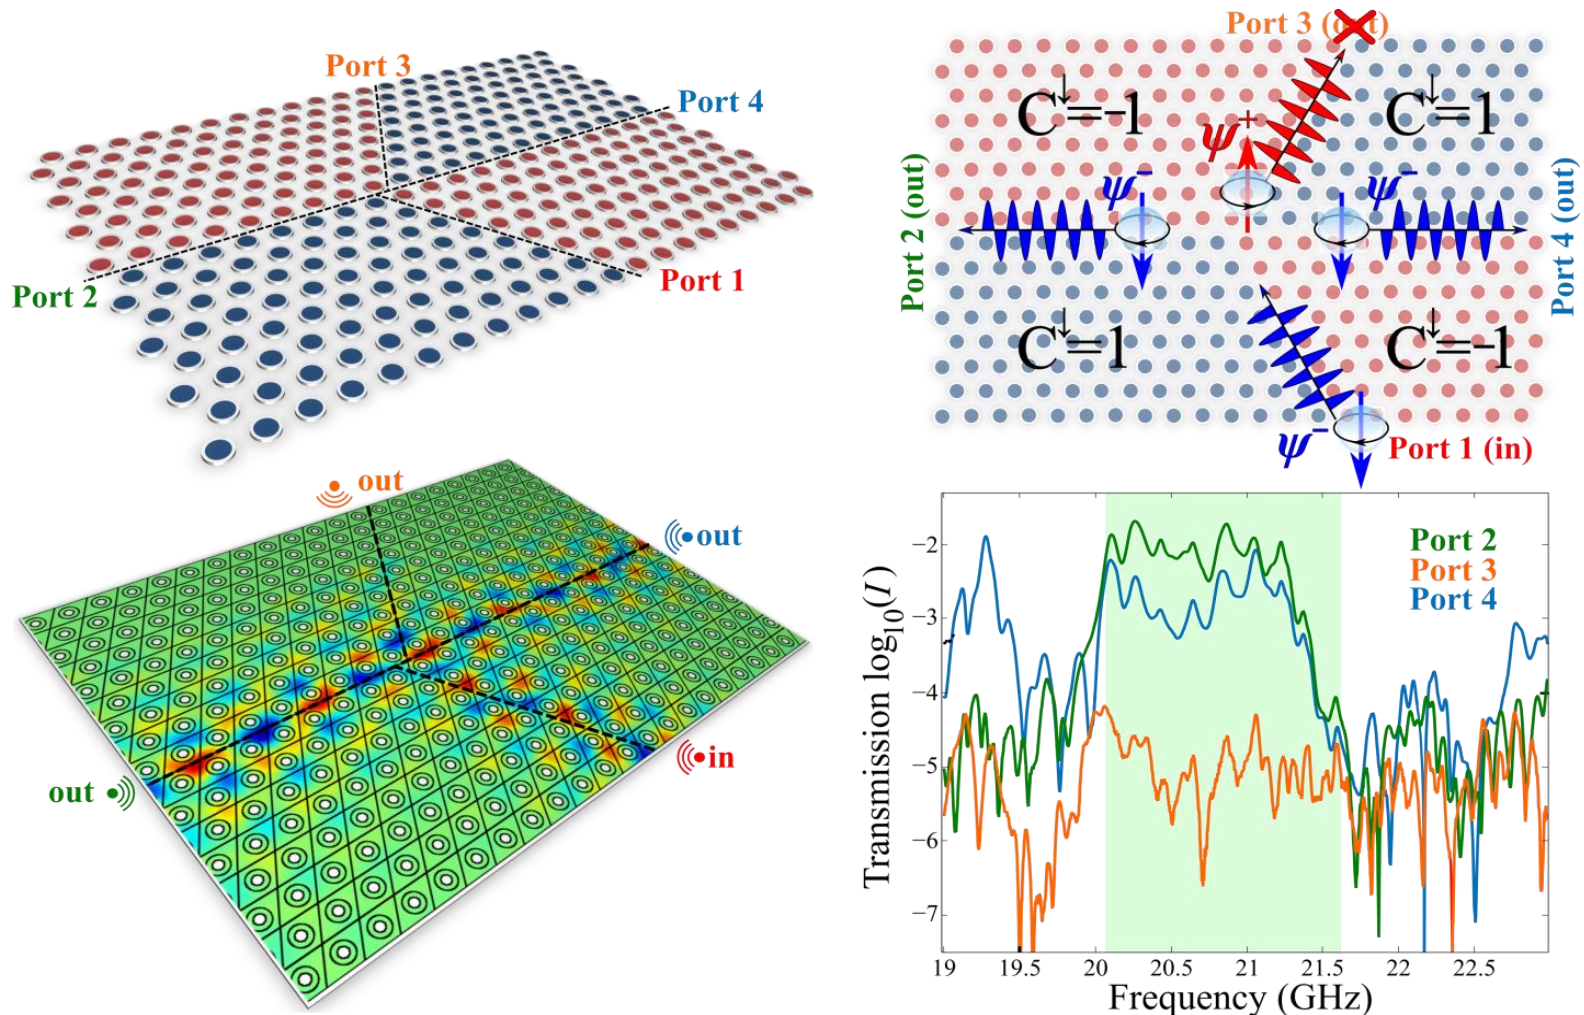 Port 3
Port 4
Port 2
Port 1
Port 3 (out)
C↓=-1
C↓=1
ψ+
ψ-
ψ-
Port 2 (out)
Port 4 (out)
C↓=1
C↓=-1
ψ-
Port 1 (in)
out
out
in
out
Port 2
Port 3
Port 4
Transmission log10(I)
−2
−3
−4
−5
−6
−7
19 19.5 20 20.5 21 21.5 22 22.5
Frequency (GHz)